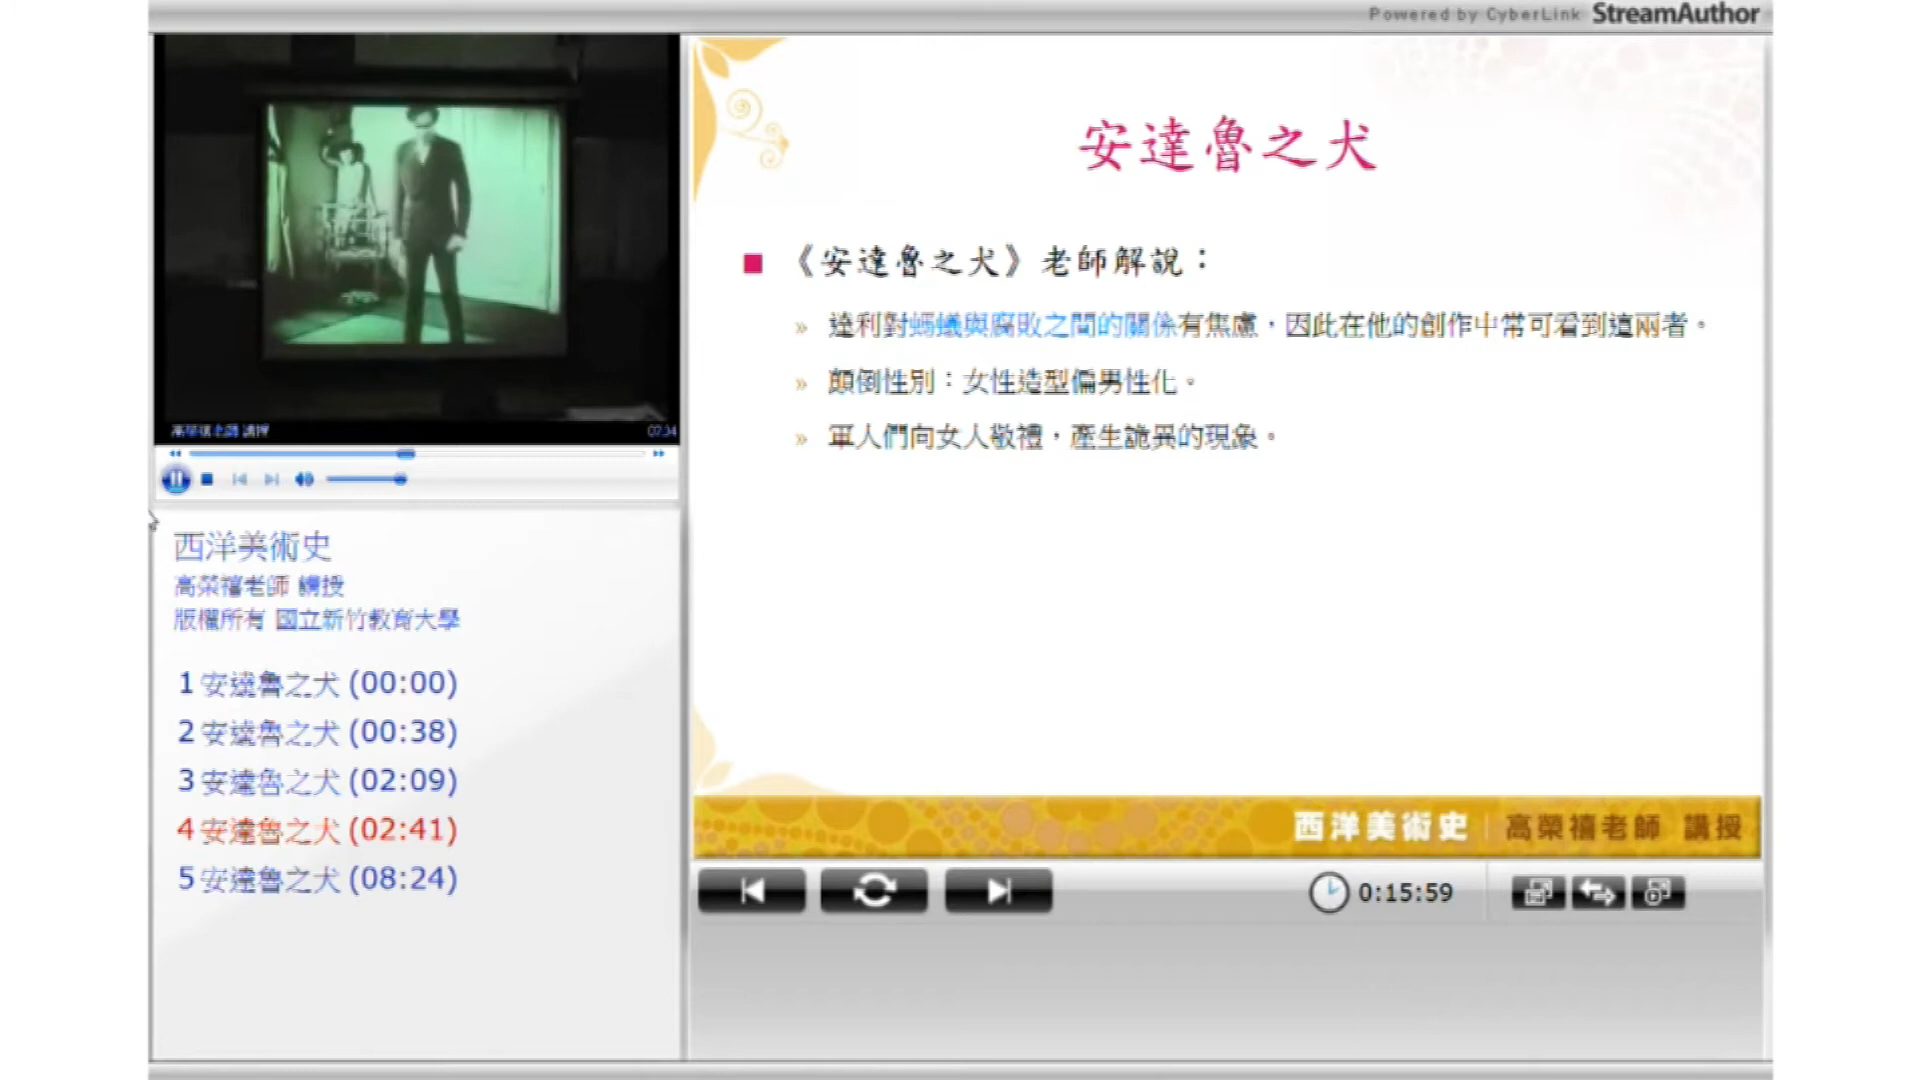 Powered by CyberLink StreamAuthor
高榮禧老師 講授
07:34
西洋美術史
高榮禧老師 講授
版權所有 國立新竹教育大學
1 安達魯之犬 (00:00)
2 安達魯之犬 (00:38)
3 安達魯之犬 (02:09)
4 安達魯之犬 (02:41)
5 安達魯之犬 (08:24)
安達魯之犬
《安達魯之犬》老師解說：
» 達利對螞蟻與腐敗之間的關係有焦慮，因此在他的創作中常可看到這兩者。
» 顛倒性別：女性造型偏男性化。
» 軍人們向女人敬禮，產生詭異的現象。
西洋美術史 高榮禧老師 講授
0:15:59